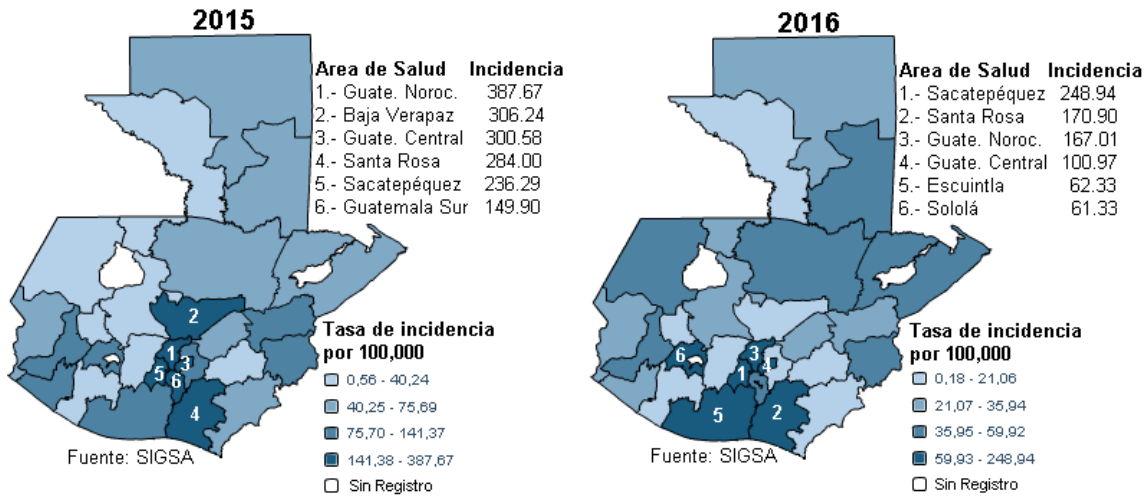 2015
Area de Salud Incidencia
1.- Guate. Noroc. 387.67
2.- Baja Verapaz 306.24
3.- Guate. Central 300.58
4.- Santa Rosa 284.00
5.- Sacatepéquez 236.29
6.- Guatemala Sur 149.90
2
1
3
5
6
4
Tasa de incidencia
por 100,000
0,56 - 40,24
40,25 - 75,69
75,70 - 141,37
141,38 - 387,67
Sin Registro
Fuente: SIGSA
2016
Area de Salud Incidencia
1.- Sacatepéquez 248.94
2.- Santa Rosa 170.90
3.- Guate. Noroc. 167.01
4.- Guate. Central 100.97
5.- Escuintla 62.33
6.- Sololá 61.33
6
3
4
1
5
2
Tasa de incidencia
por 100,000
0,18 - 21,06
21,07 - 35,94
35,95 - 59,92
59,93 - 248,94
Sin Registro
Fuente: SIGSA